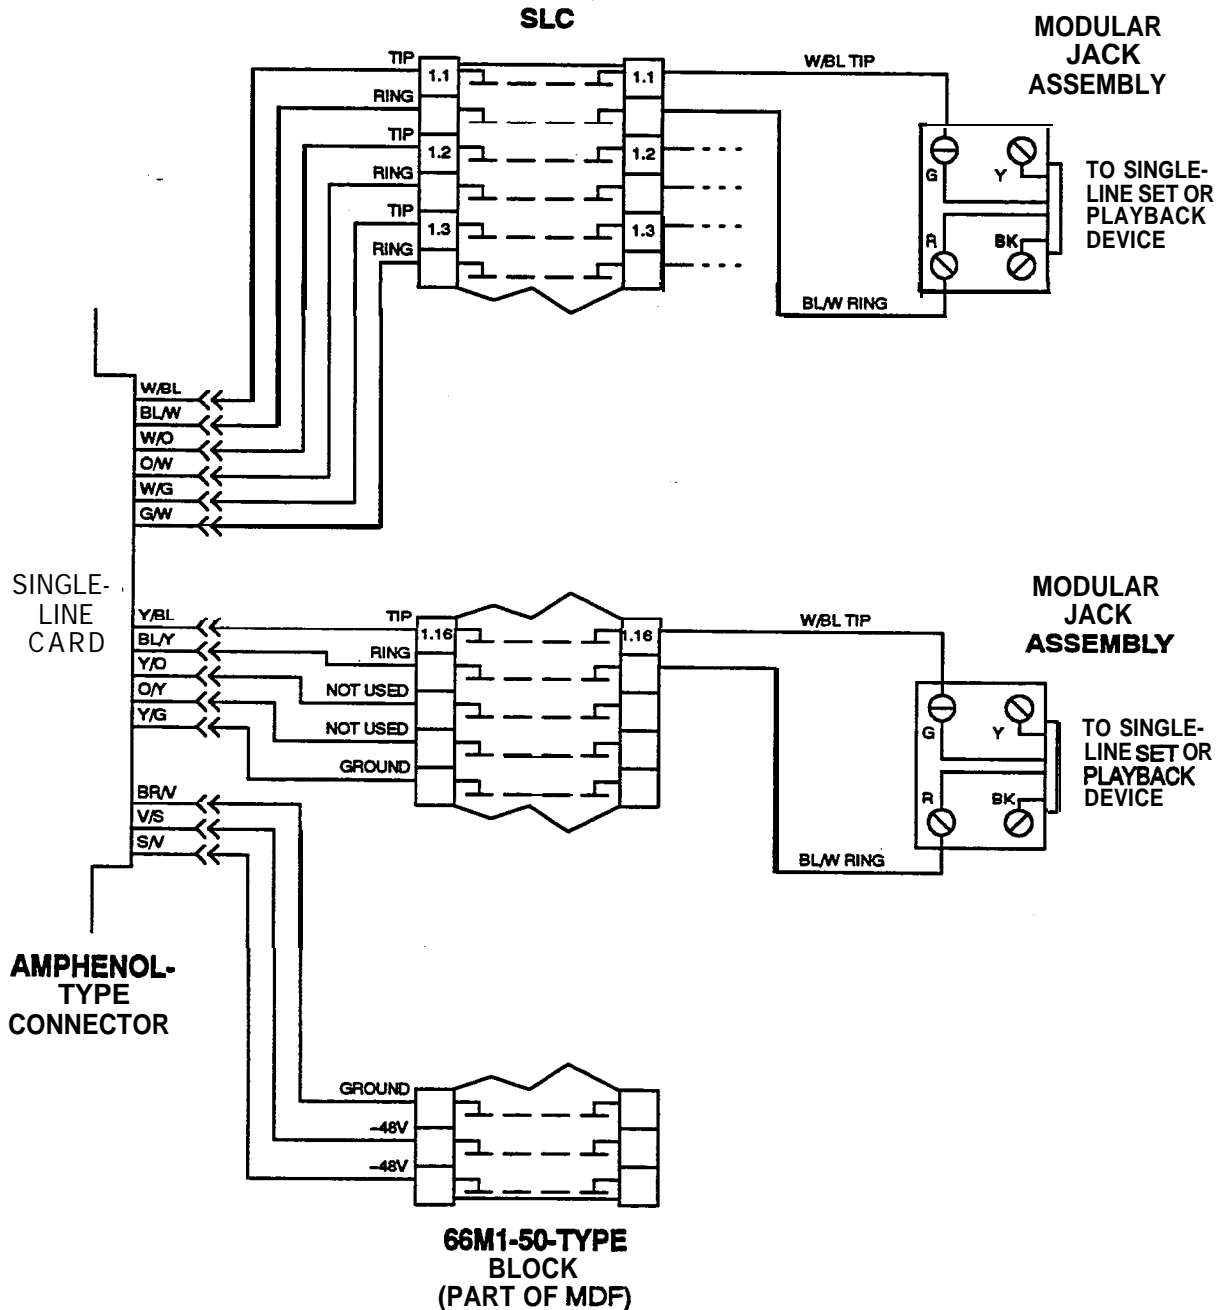 SLC
MODULAR
JACK
ASSEMBLY
TIP
1.1
1.1
W/BL TIP
RING
TIP
1.2
1.2
RING
TIP
1.3
1.3
RING
G
Y
R
BK
TO SINGLE-
LINE SET OR
PLAYBACK
DEVICE
BL/W RING
W/BL
BL/W
W/O
O/W
W/G
G/W
SINGLE-
LINE
CARD
Y/BL
BL/Y
Y/O
O/Y
Y/G
BR/V
V/S
S/V
TIP
1.16
1.16
RING
NOT USED
NOT USED
GROUND
W/BL TIP
MODULAR
JACK
ASSEMBLY
G
Y
R
BK
TO SINGLE-
LINE SET OR
PLAYBACK
DEVICE
BL/W RING
AMPHENOL-
TYPE
CONNECTOR
GROUND
-48V
-48V
66M1-50-TYPE
BLOCK
(PART OF MDF)